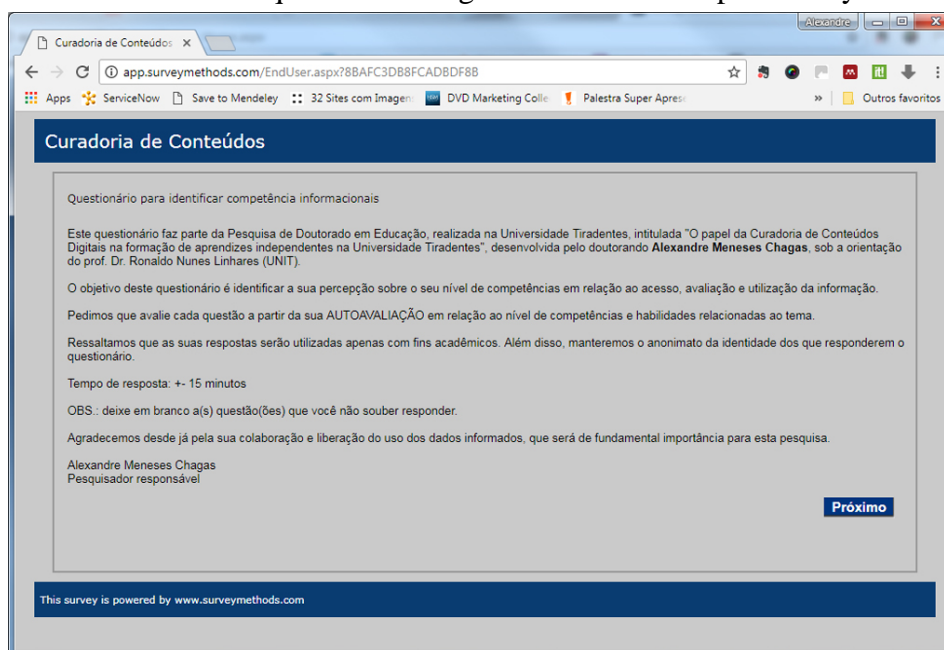 Alexandre
Curadoria de Conteúdos
app.surveymethods.com/EndUser.aspx?8BAFC3DB8FCADBDF8B
Apps ServiceNow Save to Mendeley 32 Sites com Imagen DVD Marketing Colle Palestra Super Aprese » Outros favoritos
Curadoria de Conteúdos
Questionário para identificar competência informacionais
Este questionário faz parte da Pesquisa de Doutorado em Educação, realizada na Universidade Tiradentes, intitulada "O papel da Curadoria de Conteúdos
Digitais na formação de aprendizes independentes na Universidade Tiradentes", desenvolvida pelo doutorando Alexandre Meneses Chagas, sob a orientação
do prof. Dr. Ronaldo Nunes Linhares (UNIT).
O objetivo deste questionário é identificar a sua percepção sobre o seu nível de competências em relação ao acesso, avaliação e utilização da informação.
Pedimos que avalie cada questão a partir da sua AUTOAVALIAÇÃO em relação ao nível de competências e habilidades relacionadas ao tema.
Ressaltamos que as suas respostas serão utilizadas apenas com fins acadêmicos. Além disso, manteremos o anonimato da identidade dos que responderem o
questionário.
Tempo de resposta: +- 15 minutos
OBS.: deixe em branco a(s) questão(ões) que você não souber responder.
Agradecemos desde já pela sua colaboração e liberação do uso dos dados informados, que será de fundamental importância para esta pesquisa.
Alexandre Meneses Chagas
Pesquisador responsável
Próximo
This survey is powered by www.surveymethods.com